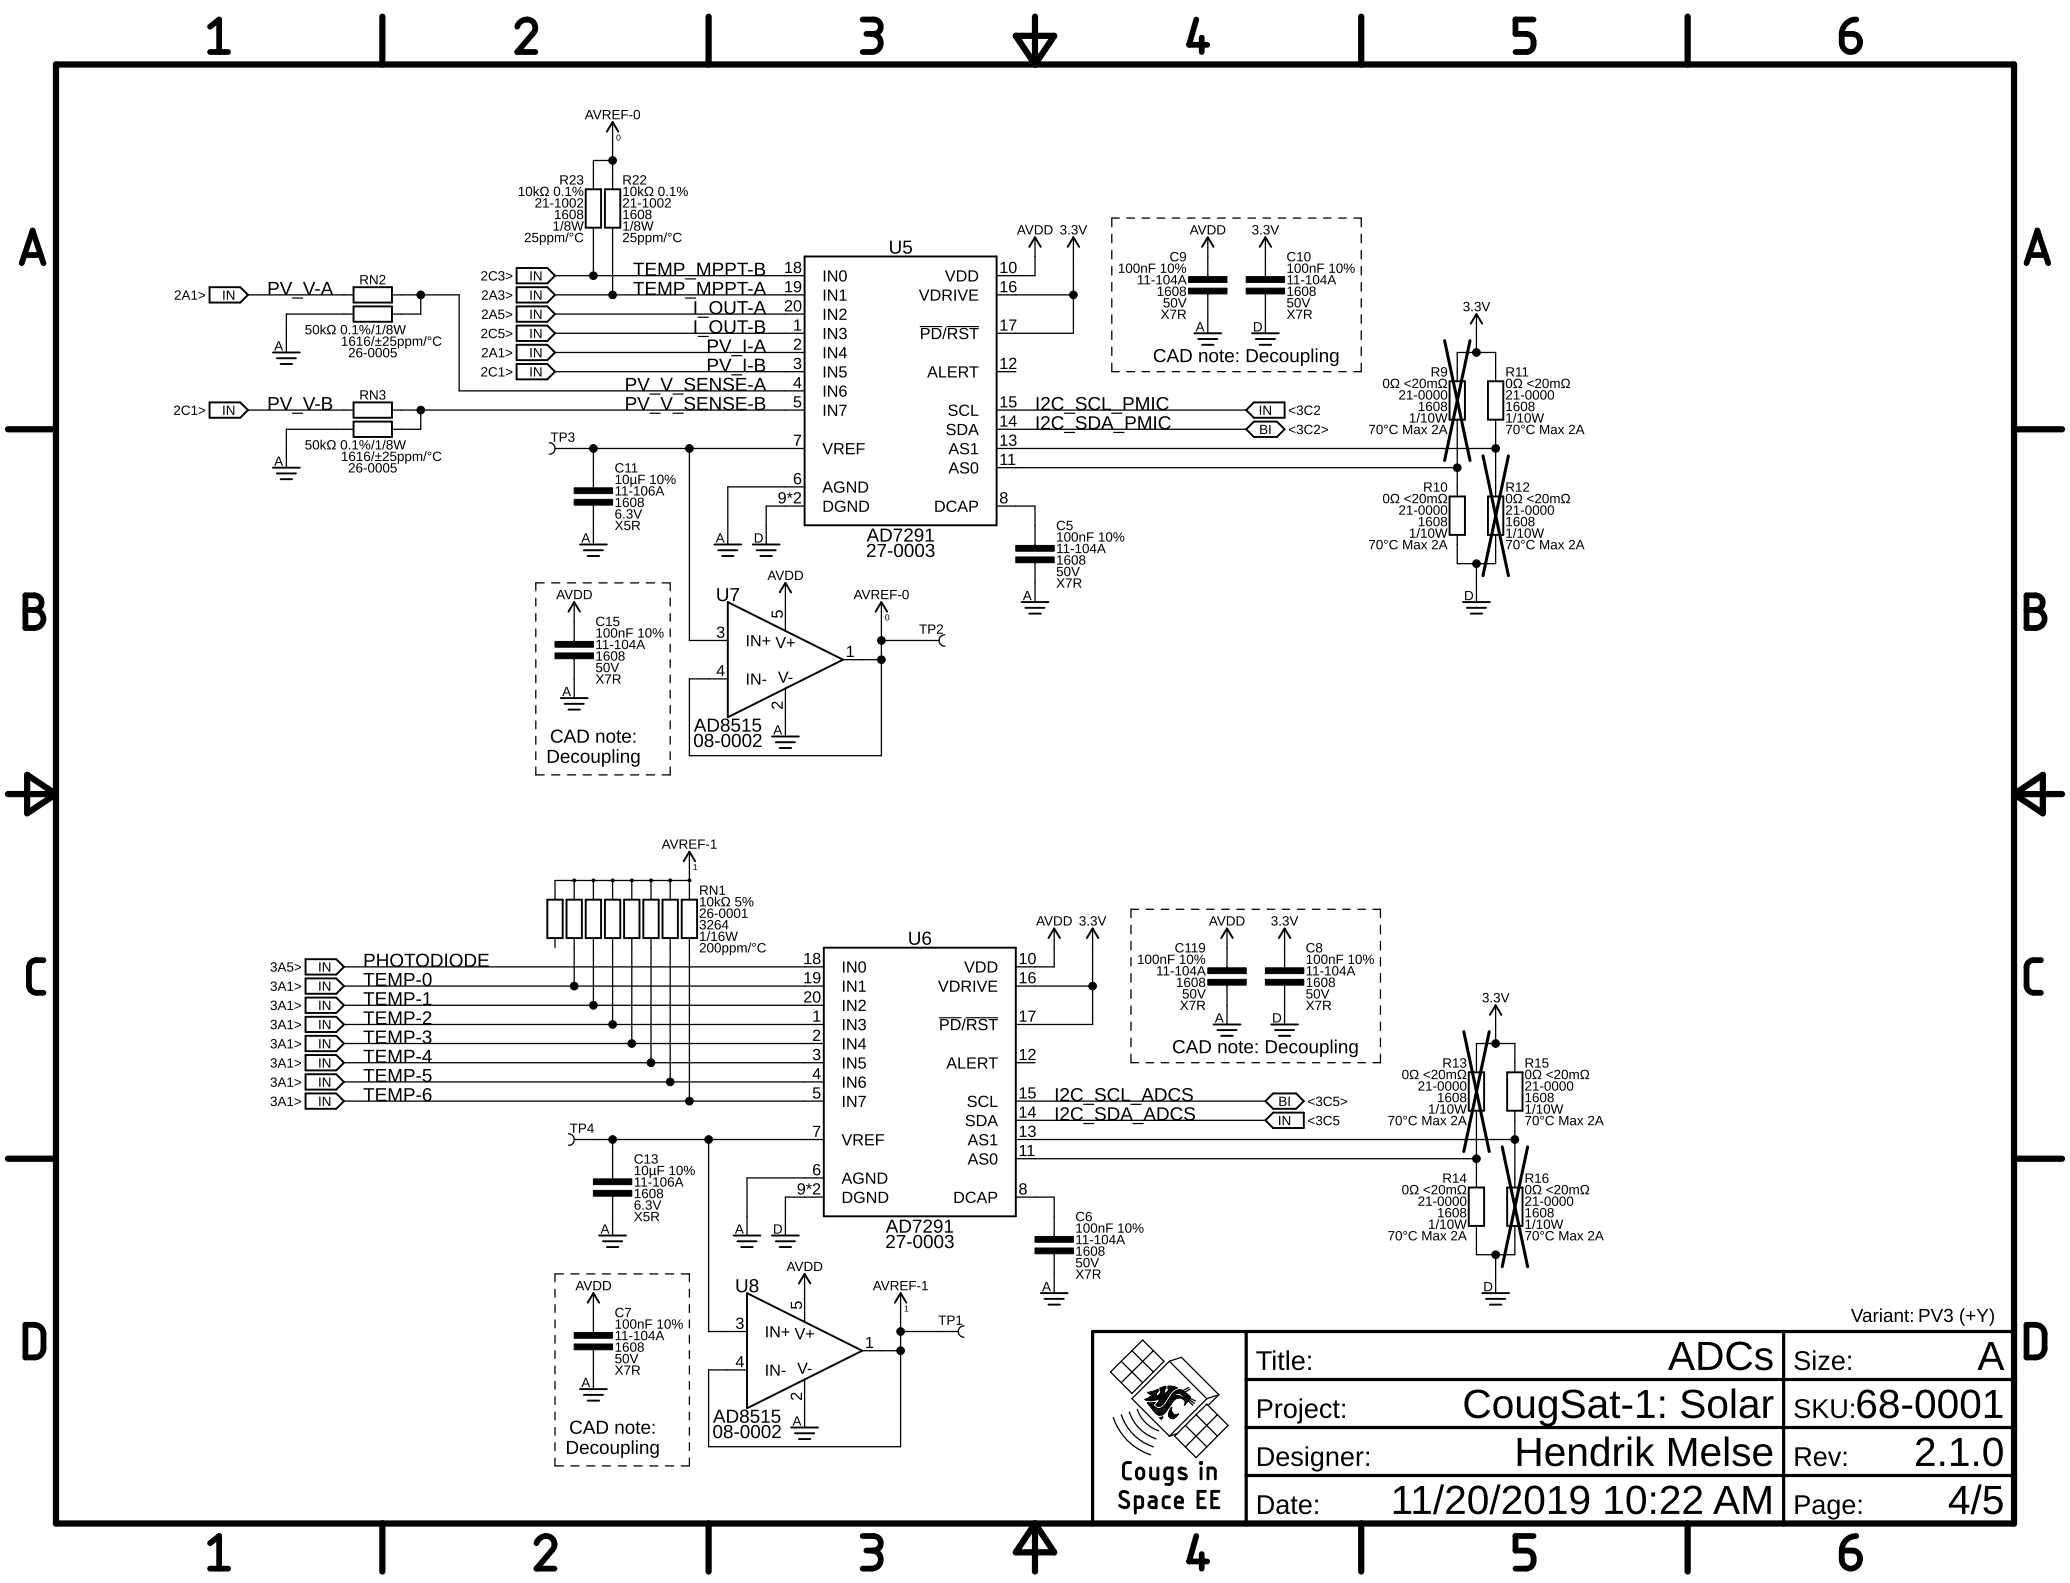 1 2 3 4 5 6
A
A
AVREF-0
0
R23
10kΩ 0.1%
21-1002
1608
1/8W
25ppm/°C
R22
10kΩ 0.1%
21-1002
1608
1/8W
25ppm/°C
2A1> IN PV_V-A
RN2
50kΩ 0.1%/1/8W
1616/±25ppm/°C
26-0005
A
2C1> IN PV_V-B
RN3
50kΩ 0.1%/1/8W
1616/±25ppm/°C
26-0005
A
2C3> IN TEMP_MPPT-B
2A3> IN TEMP_MPPT-A
2A5> IN I_OUT-A
2C5> IN I_OUT-B
2A1> IN PV_I-A
2C1> IN PV_I-B
PV_V_SENSE-A
PV_V_SENSE-B
U5
18 IN0 VDD 10
19 IN1 VDRIVE 16
20 IN2
1 IN3 PD/RST 17
2 IN4
3 IN5 ALERT 12
4 IN6
5 IN7 SCL 15
SDA 14
7 VREF AS1 13
AS0 11
6 AGND
9*2 DGND DCAP 8
AD7291
27-0003
AVDD 3.3V
I2C_SCL_PMIC IN <3C2
I2C_SDA_PMIC BI <3C2>
AVDD 3.3V
C9
100nF 10%
11-104A
1608
50V
X7R
A
C10
100nF 10%
11-104A
1608
50V
X7R
D
CAD note: Decoupling
3.3V
R9
0Ω <20mΩ
21-0000
1608
1/10W
70°C Max 2A
R11
0Ω <20mΩ
21-0000
1608
1/10W
70°C Max 2A
R10
0Ω <20mΩ
21-0000
1608
1/10W
70°C Max 2A
R12
0Ω <20mΩ
21-0000
1608
1/10W
70°C Max 2A
D
TP3
C11
10µF 10%
11-106A
1608
6.3V
X5R
A
A
D
C5
100nF 10%
11-104A
1608
50V
X7R
A
B
B
AVDD
C15
100nF 10%
11-104A
1608
50V
X7R
A
CAD note:
Decoupling
U7
AVDD
5
3 IN+ V+
4 IN- V-
2
1
A
AD8515
08-0002
AVREF-0
0
TP2
C
C
AVREF-1
1
RN1
10kΩ 5%
26-0001
3264
1/16W
200ppm/°C
3A5> IN PHOTODIODE
3A1> IN TEMP-0
3A1> IN TEMP-1
3A1> IN TEMP-2
3A1> IN TEMP-3
3A1> IN TEMP-4
3A1> IN TEMP-5
3A1> IN TEMP-6
U6
18 IN0 VDD 10
19 IN1 VDRIVE 16
20 IN2
1 IN3 PD/RST 17
2 IN4
3 IN5 ALERT 12
4 IN6
5 IN7 SCL 15
SDA 14
7 VREF AS1 13
AS0 11
6 AGND
9*2 DGND DCAP 8
AD7291
27-0003
AVDD 3.3V
I2C_SCL_ADCS BI <3C5>
I2C_SDA_ADCS IN <3C5
AVDD 3.3V
C119
100nF 10%
11-104A
1608
50V
X7R
A
C8
100nF 10%
11-104A
1608
50V
X7R
D
CAD note: Decoupling
3.3V
R13
0Ω <20mΩ
21-0000
1608
1/10W
70°C Max 2A
R15
0Ω <20mΩ
21-0000
1608
1/10W
70°C Max 2A
R14
0Ω <20mΩ
21-0000
1608
1/10W
70°C Max 2A
R16
0Ω <20mΩ
21-0000
1608
1/10W
70°C Max 2A
D
TP4
C13
10µF 10%
11-106A
1608
6.3V
X5R
A
A
D
C6
100nF 10%
11-104A
1608
50V
X7R
A
D
D
AVDD
C7
100nF 10%
11-104A
1608
50V
X7R
A
CAD note:
Decoupling
U8
AVDD
5
3 IN+ V+
4 IN- V-
2
1
A
AD8515
08-0002
AVREF-1
1
TP1
Variant: PV3 (+Y)
Cougs in
Space EE
Title: ADCs Size: A
Project: CougSat-1: Solar SKU: 68-0001
Designer: Hendrik Melse Rev: 2.1.0
Date: 11/20/2019 10:22 AM Page: 4/5
1 2 3 4 5 6